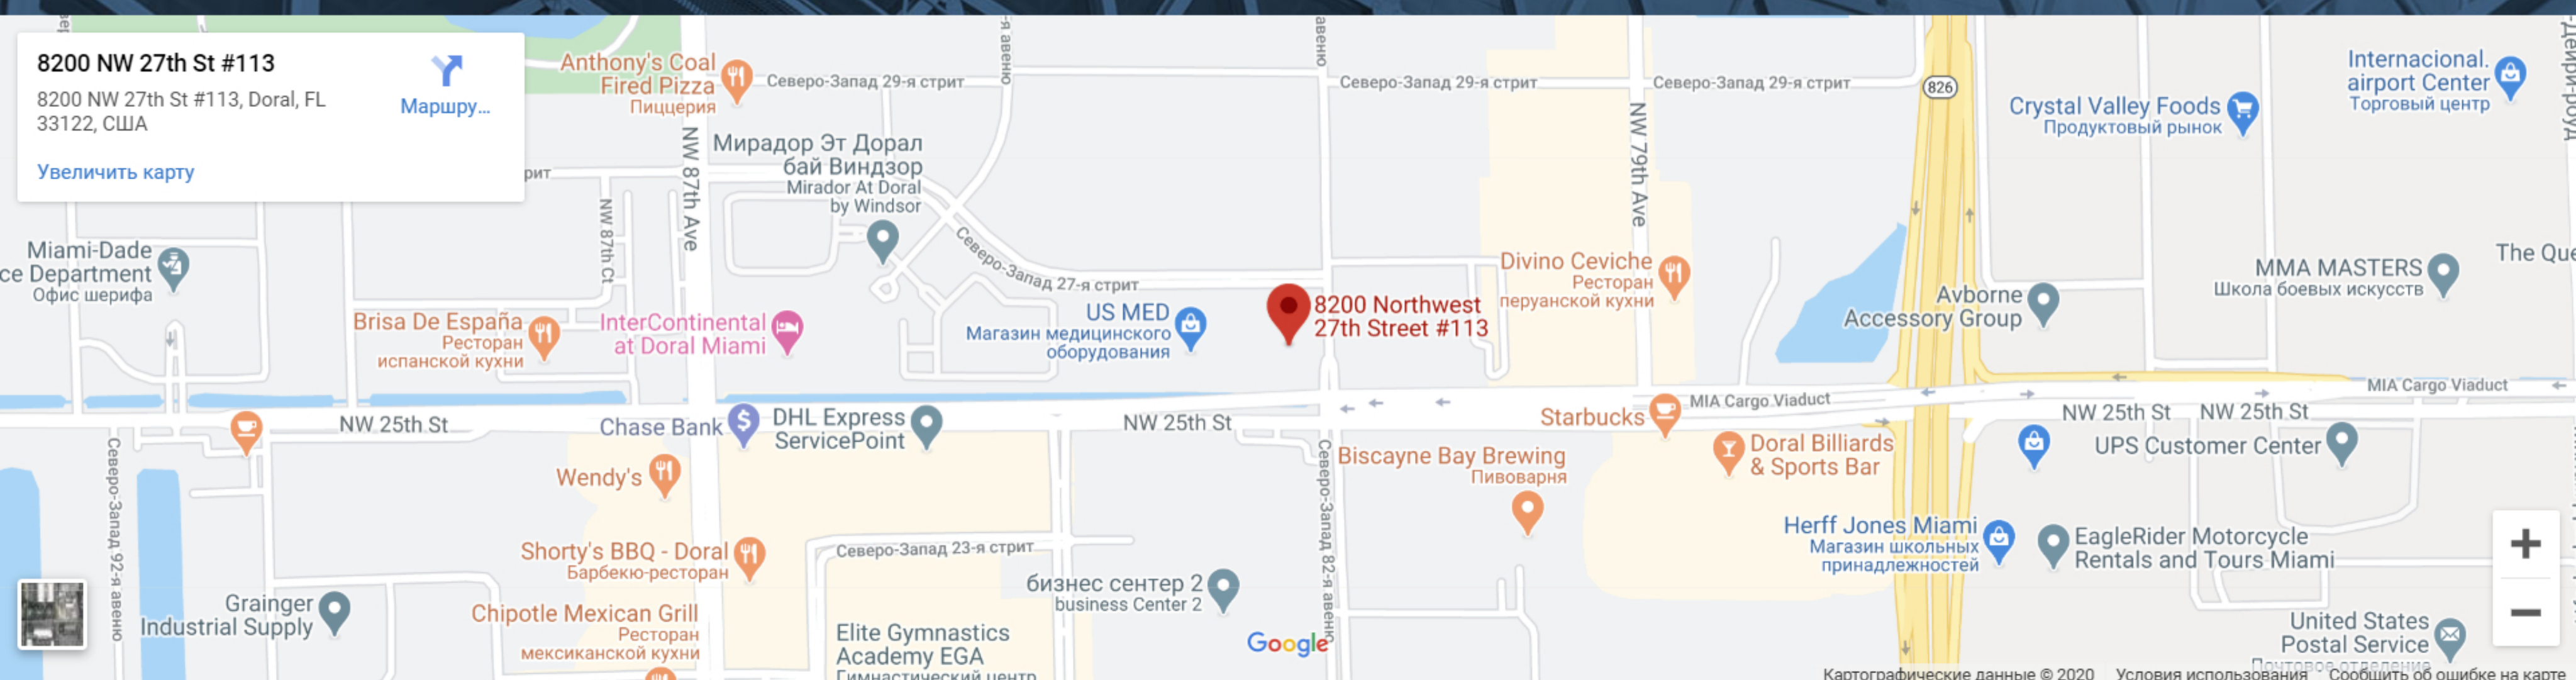 8200 NW 27th St #113
8200 NW 27th St #113, Doral, FL
33122, США
Маршру...
Увеличить карту
Anthony's Coal
Fired Pizza
Пиццерия
Северо-Запад 29-я стрит
-я авеню
авеню
Северо-Запад 29-я стрит
Северо-Запад 29-я стрит
826
Internacional.
airport Center
Торговый центр
Crystal Valley Foods
Продуктовый рынок
NW 87th Ave
Мирадор Эт Дорал
бай Виндзор
Mirador At Doral
by Windsor
рит
NW 87th Ct
NW 79th Ave
Miami-Dade
ce Department
Офис шерифа
Северо-Запад 27-я стрит
Divino Ceviche
Ресторан
перуанской кухни
MMA MASTERS
Школа боевых искусств
The Que
Avborne
Accessory Group
Brisa De España
Ресторан
испанской кухни
InterContinental
at Doral Miami
US MED
Магазин медицинского
оборудования
8200 Northwest
27th Street #113
MIA Cargo Viaduct
MIA Cargo Viaduct
NW 25th St
Chase Bank
DHL Express
ServicePoint
NW 25th St
Starbucks
NW 25th St
NW 25th St
Северо-Запад 92-я авеню
Wendy's
Северо-Запад 82-я авеню
Biscayne Bay Brewing
Пивоварня
Doral Billiards
& Sports Bar
UPS Customer Center
Shorty's BBQ - Doral
Барбекю-ресторан
Северо-Запад 23-я стрит
Herff Jones Miami
Магазин школьных
принадлежностей
EagleRider Motorcycle
Rentals and Tours Miami
бизнес сентер 2
business Center 2
Grainger
Industrial Supply
Chipotle Mexican Grill
Ресторан
мексиканской кухни
Elite Gymnastics
Academy EGA
Гимнастический центр
Google
United States
Postal Service
Почтовое отделение
Картографические данные © 2020
Условия использования
Сообщить об ошибке на карте